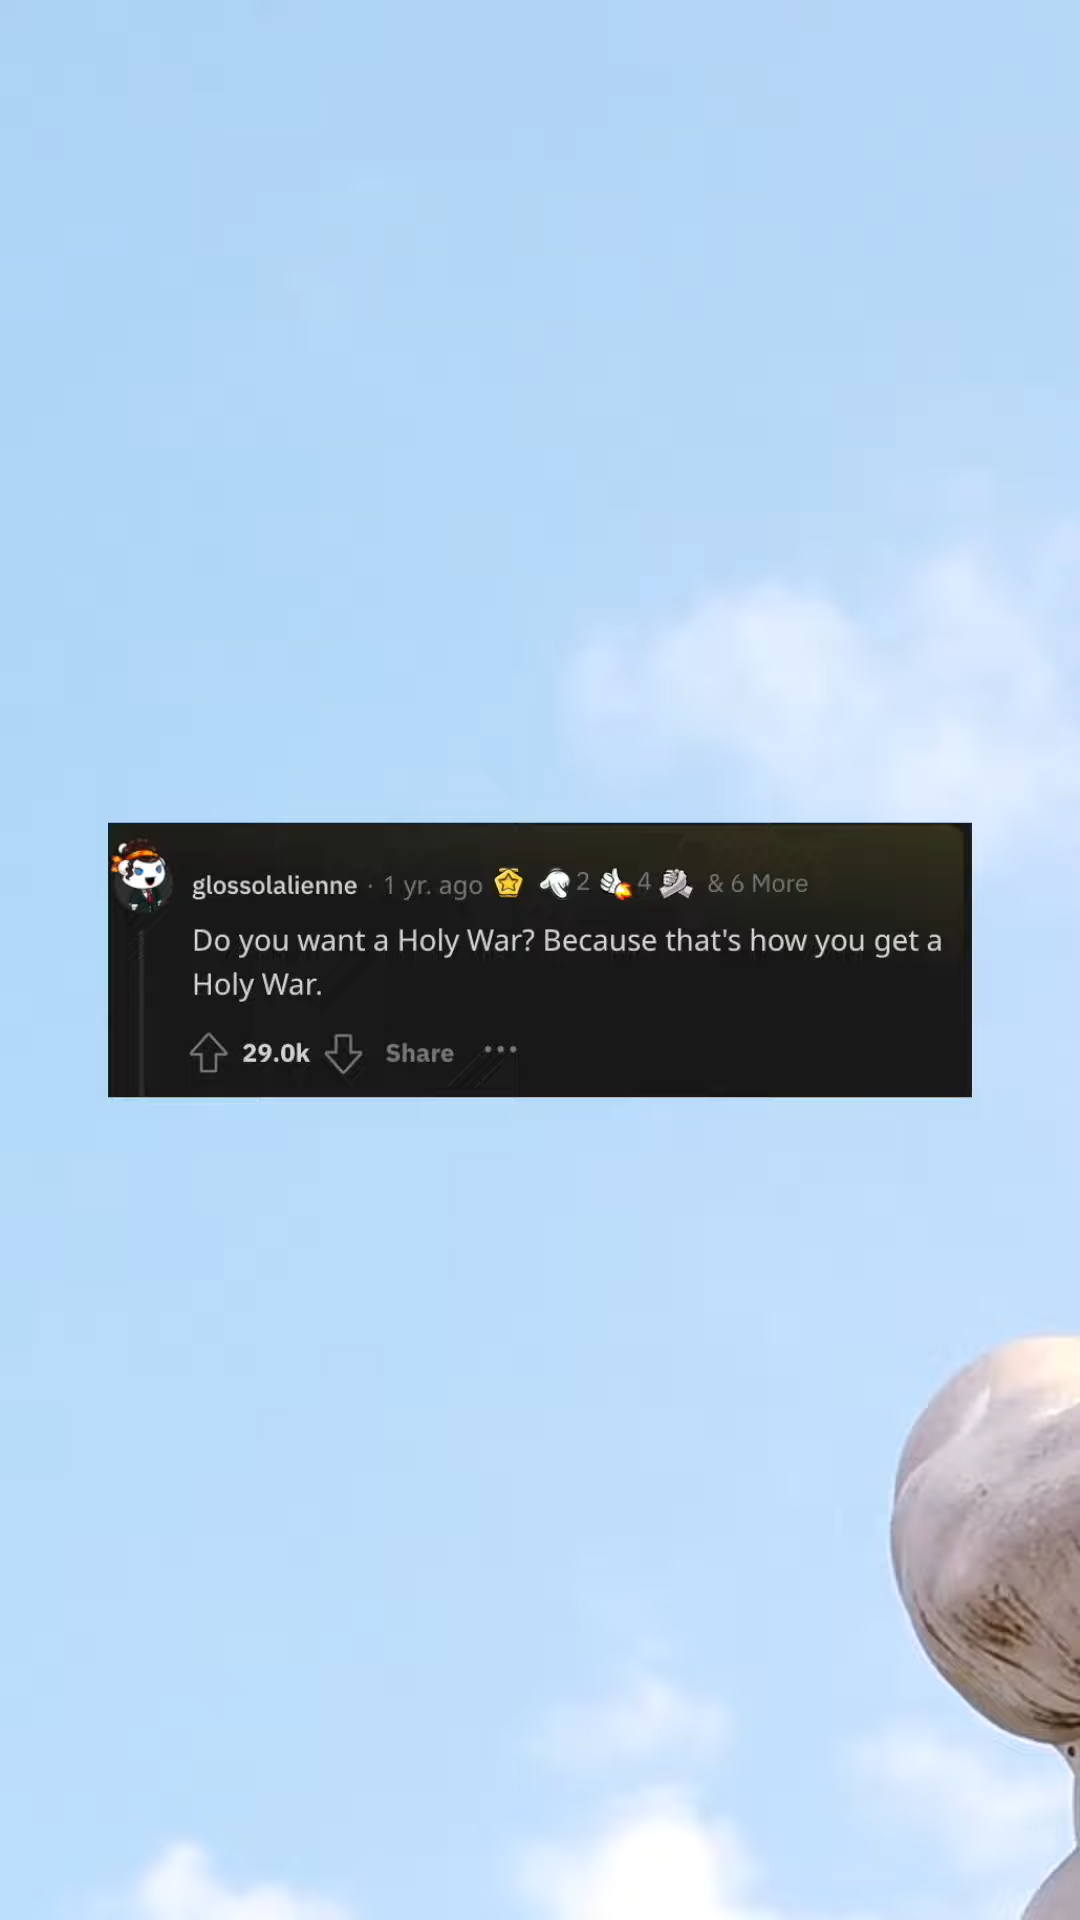 glossolalienne · 1 yr. ago 2 4 & 6 More
Do you want a Holy War? Because that's how you get a
Holy War.
29.0k Share ...